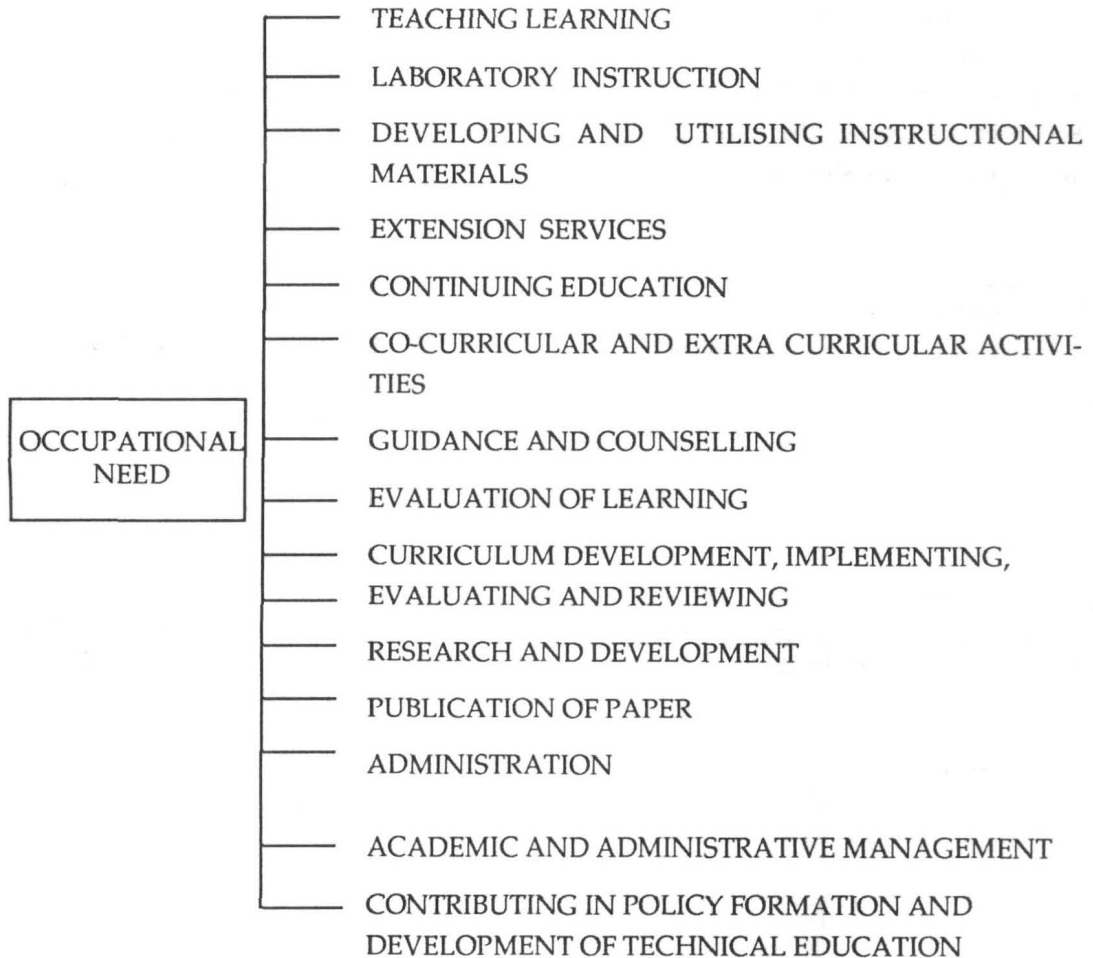 TEACHING LEARNING
LABORATORY INSTRUCTION
DEVELOPING AND UTILISING INSTRUCTIONAL
MATERIALS
EXTENSION SERVICES
CONTINUING EDUCATION
CO-CURRICULAR AND EXTRA CURRICULAR ACTIVI-
TIES
OCCUPATIONAL
NEED
GUIDANCE AND COUNSELLING
EVALUATION OF LEARNING
CURRICULUM DEVELOPMENT, IMPLEMENTING,
EVALUATING AND REVIEWING
RESEARCH AND DEVELOPMENT
PUBLICATION OF PAPER
ADMINISTRATION
ACADEMIC AND ADMINISTRATIVE MANAGEMENT
CONTRIBUTING IN POLICY FORMATION AND
DEVELOPMENT OF TECHNICAL EDUCATION